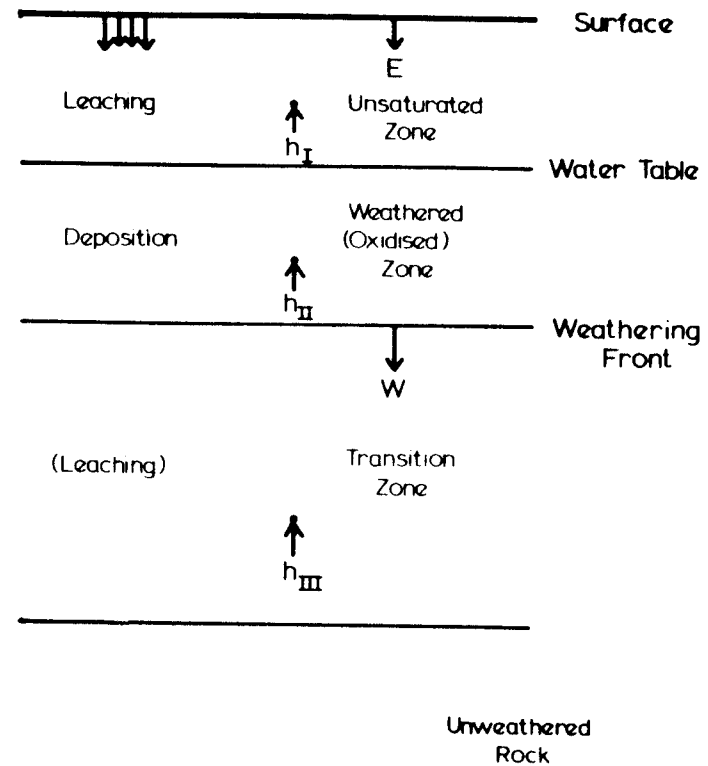 Surface
E
Leaching
Unsaturated
Zone
h_I
Water Table
Weathered
Deposition
(Oxidised)
Zone
h_II
Weathering
Front
W
(Leaching)
Transition
Zone
h_III
Unweathered
Rock